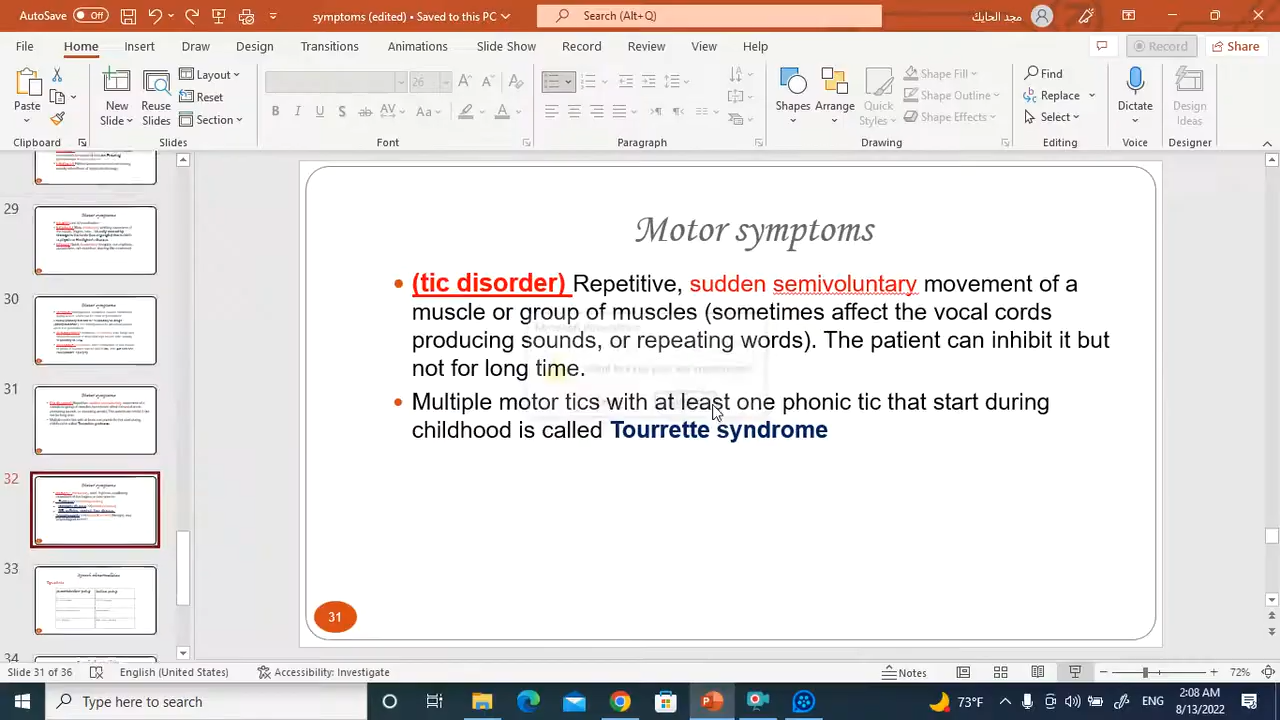 AutoSave Off symptoms (edited) • Saved to this PC Search (Alt+Q) مجد الحايك
File Home Insert Draw Design Transitions Animations Slide Show Record Review View Help Record Share
Paste New Slide Reuse Slides Layout Reset Section 26 Shapes Arrange Quick Styles Shape Fill Shape Outline Shape Effects Find Replace Select Dictate Design Ideas
Clipboard Slides Font Paragraph Drawing Editing Voice Designer
29
30
31
32
33
34
Motor symptoms
• (tic disorder) Repetitive, sudden semivoluntary movement of a
muscle or group of muscles (sometimes affect the vocal cords
producing sounds, or repeating words). The patient can inhibit it but
not for long time.
• Multiple motor tics with at least one phonic tic that start during
childhood is called Tourrette syndrome
31
Slide 31 of 36 English (United States) Accessibility: Investigate Notes 72%
Type here to search 73°F ENG 2:08 AM
8/13/2022